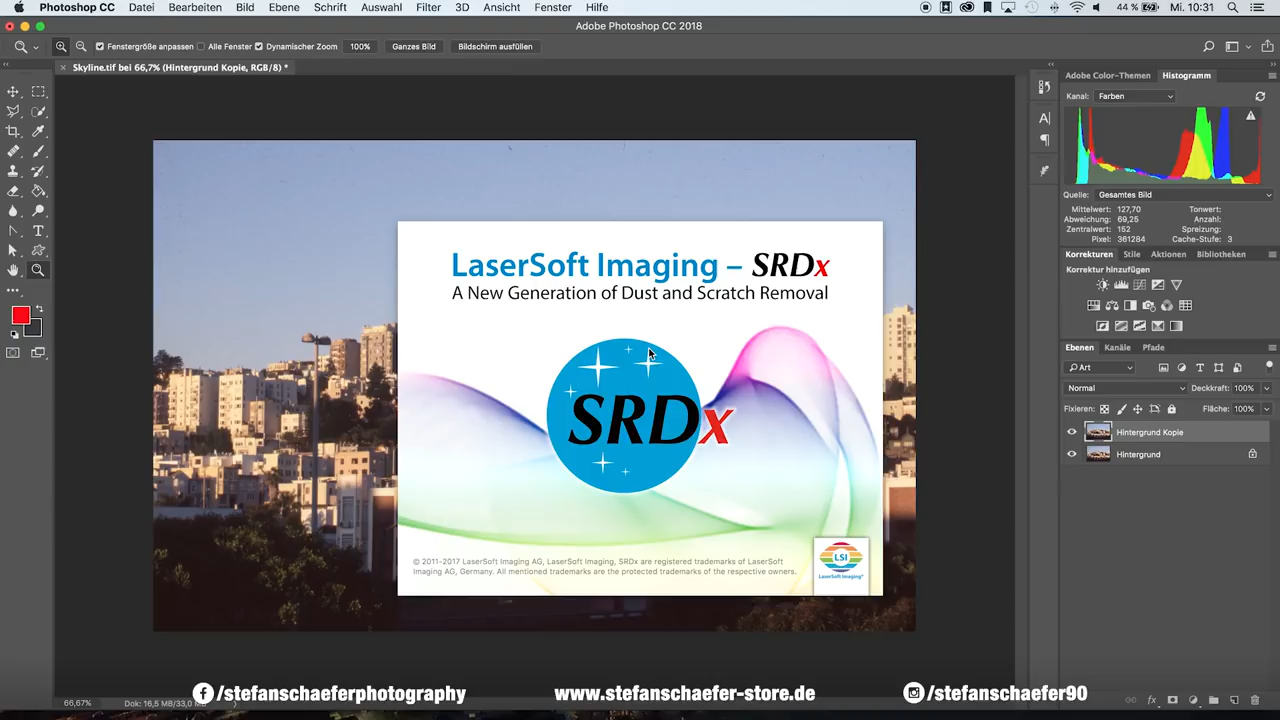 Photoshop CC Datei Bearbeiten Bild Ebene Schrift Auswahl Filter 3D Ansicht Fenster Hilfe 44 % Mi. 10:31
Adobe Photoshop CC 2018
Fenstergröße anpassen Alle Fenster Dynamischer Zoom 100% Ganzes Bild Bildschirm ausfüllen
Skyline.tif bei 66,7% (Hintergrund Kopie, RGB/8) *
Adobe Color-Themen Histogramm
Kanal: Farben
Quelle: Gesamtes Bild
Mittelwert: 127,70 Tonwert:
Abweichung: 69,25 Anzahl:
Zentralwert: 152 Spreizung:
Pixel: 361284 Cache-Stufe: 3
Korrekturen Stile Aktionen Bibliotheken
Korrektur hinzufügen
Ebenen Kanäle Pfade
Art
Normal Deckkraft: 100%
Fixieren: Fläche: 100%
Hintergrund Kopie
Hintergrund
LaserSoft Imaging – SRDx
A New Generation of Dust and Scratch Removal
SRDx
© 2011–2017 LaserSoft Imaging AG, LaserSoft Imaging, SRDx are registered trademarks of LaserSoft
Imaging AG, Germany. All mentioned trademarks are the protected trademarks of the respective owners.
LSI
LaserSoft Imaging
/stefanschaeferphotography www.stefanschaefer-store.de /stefanschaefer90
66,67% Dok: 16,5 MB/33,0 MB